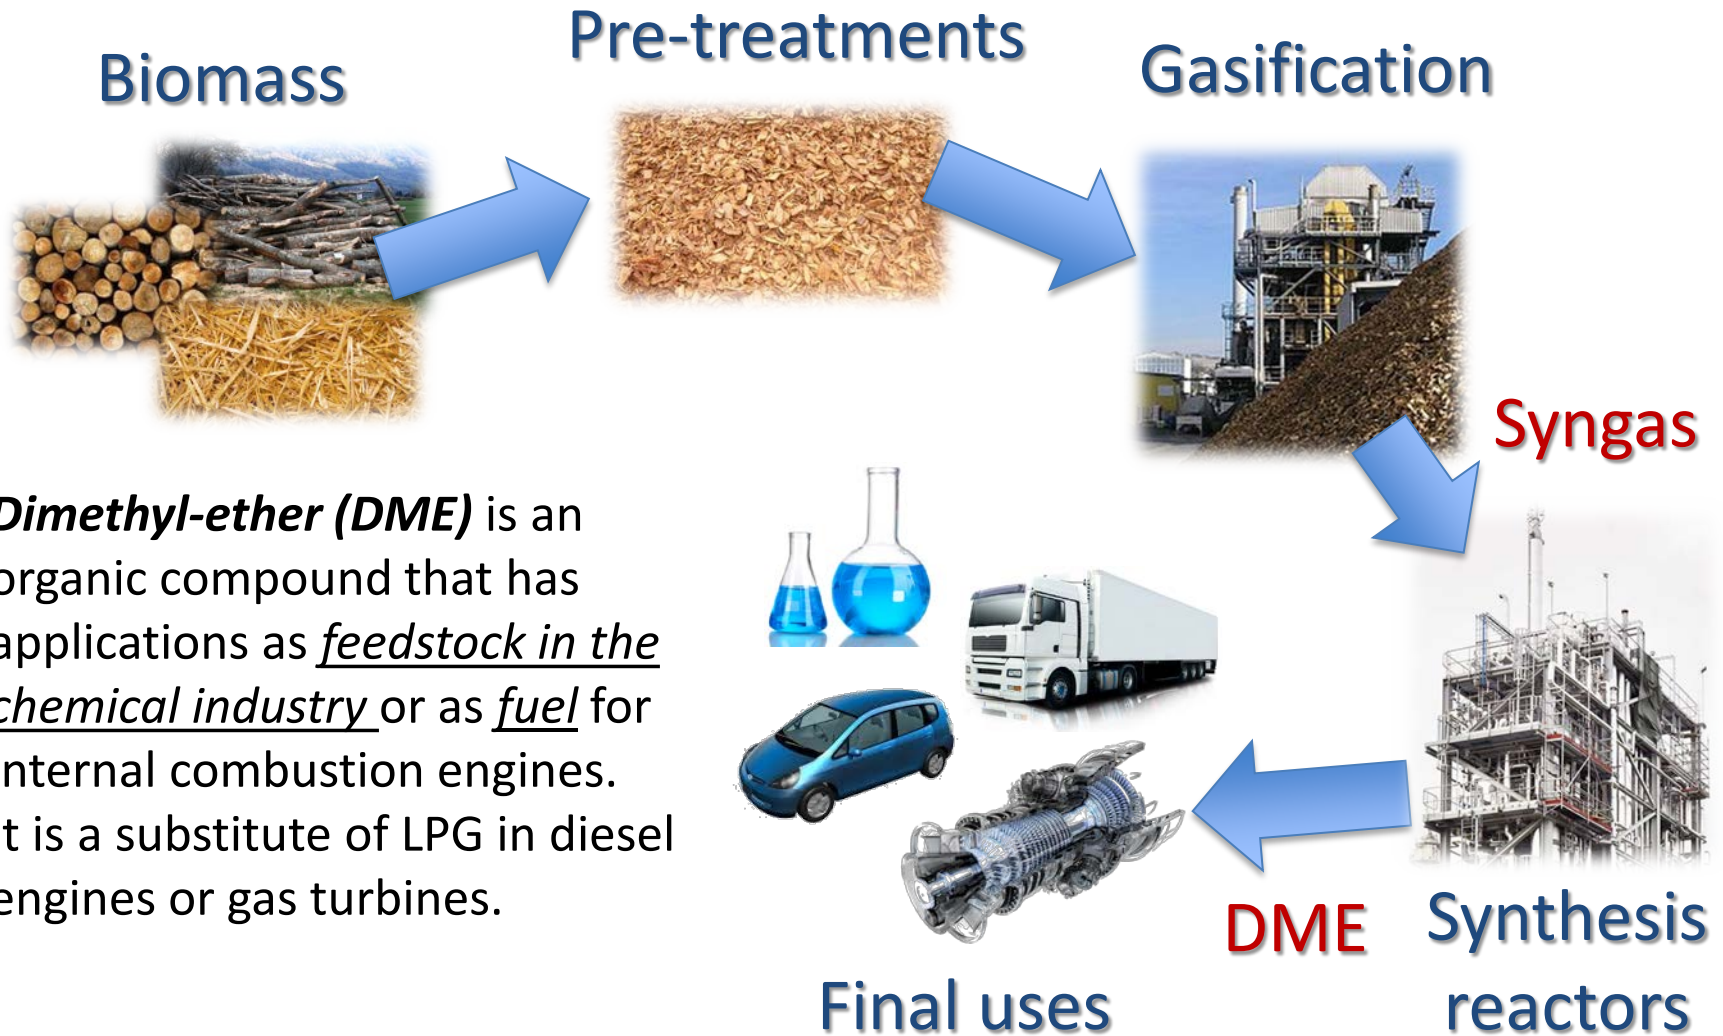 Pre-treatments
Biomass
Gasification
Syngas
Dimethyl-ether (DME) is an
organic compound that has
applications as feedstock in the
chemical industry or as fuel for
internal combustion engines.
It is a substitute of LPG in diesel
engines or gas turbines.
DME
Synthesis
reactors
Final uses